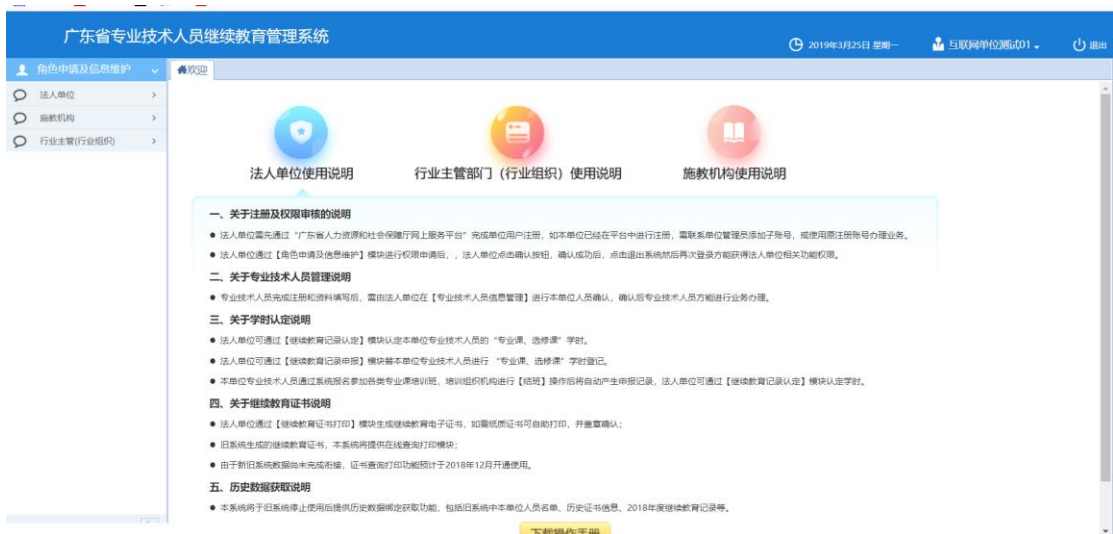 广东省专业技术人员继续教育管理系统
2019年3月25日 星期一
互联网单位测试01
退出
角色申请及信息维护
欢迎
法人单位
施教机构
行业主管(行业组织)
法人单位使用说明
行业主管部门（行业组织）使用说明
施教机构使用说明
一、关于注册及权限审核的说明
● 法人单位需先通过“广东省人力资源和社会保障厅网上服务平台”完成单位用户注册，如本单位已经在平台中进行注册，需联系单位管理员添加子账号，或使用原注册账号办理业务。
● 法人单位通过【角色申请及信息维护】模块进行权限申请后，，法人单位点击确认按钮，确认成功后，点击退出系统然后再次登录方能获得法人单位相关功能权限。
二、关于专业技术人员管理说明
● 专业技术人员完成注册和资料填写后，需由法人单位在【专业技术人员信息管理】进行本单位人员确认，确认后专业技术人员方能进行业务办理。
三、关于学时认定说明
● 法人单位可通过【继续教育记录认定】模块认定本单位专业技术人员的“专业课、选修课”学时。
● 法人单位可通过【继续教育记录申报】模块替本单位专业技术人员进行 “专业课、选修课”学时登记。
● 本单位专业技术人员通过系统报名参加各类专业课培训班，培训组织机构进行【结班】操作后将自动产生申报记录，法人单位可通过【继续教育记录认定】模块认定学时。
四、关于继续教育证书说明
● 法人单位通过【继续教育证书打印】模块生成继续教育电子证书，如需纸质证书可自助打印，并盖章确认；
● 旧系统生成的继续教育证书，本系统将提供在线查询打印模块；
● 由于新旧系统数据尚未完成衔接，证书查询打印功能预计于2018年12月开通使用。
五、历史数据获取说明
● 本系统将于旧系统停止使用后提供历史数据绑定获取功能，包括旧系统中本单位人员名单、历史证书信息、2018年度继续教育记录等。
下载操作手册